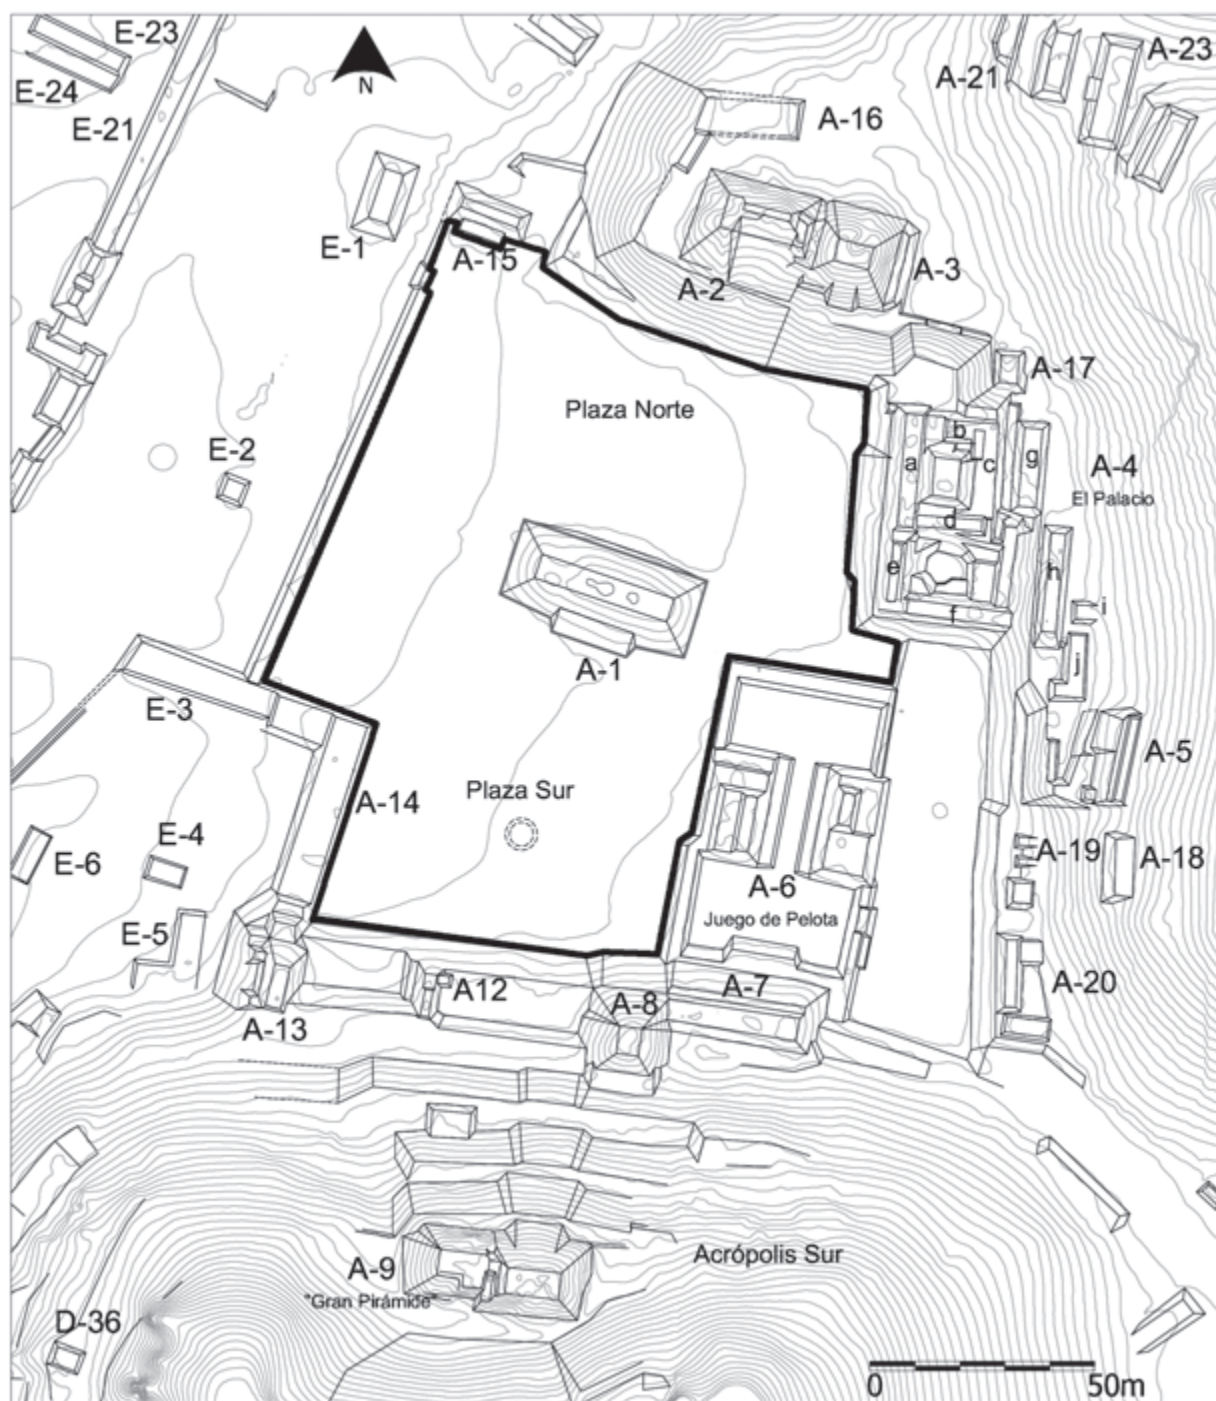 E-23
A-23
A-21
E-24
N
E-21
A-16
E-1
A-15
A-3
A-2
A-17
Plaza Norte
b
E-2
a
c
g
A-4
El Palacio
d
e
h
f
i
A-1
j
E-3
A-5
Plaza Sur
A-14
E-4
E-6
A-19
A-18
A-6
Juego de Pelota
E-5
A12
A-7
A-20
A-8
A-13
Acrópolis Sur
A-9
"Gran Pirámide"
D-36
0
50m